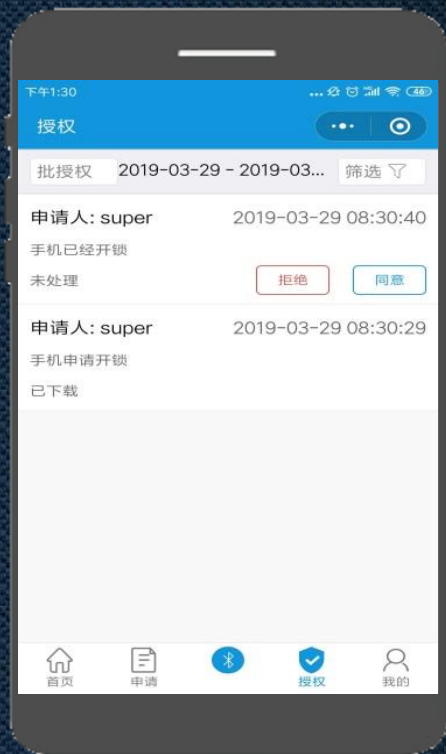 下午1:30
... 46
授权
批授权 2019-03-29 - 2019-03... 筛选
申请人: super 2019-03-29 08:30:40
手机已经开锁
未处理 拒绝 同意
申请人: super 2019-03-29 08:30:29
手机申请开锁
已下载
首页 申请 授权 我的